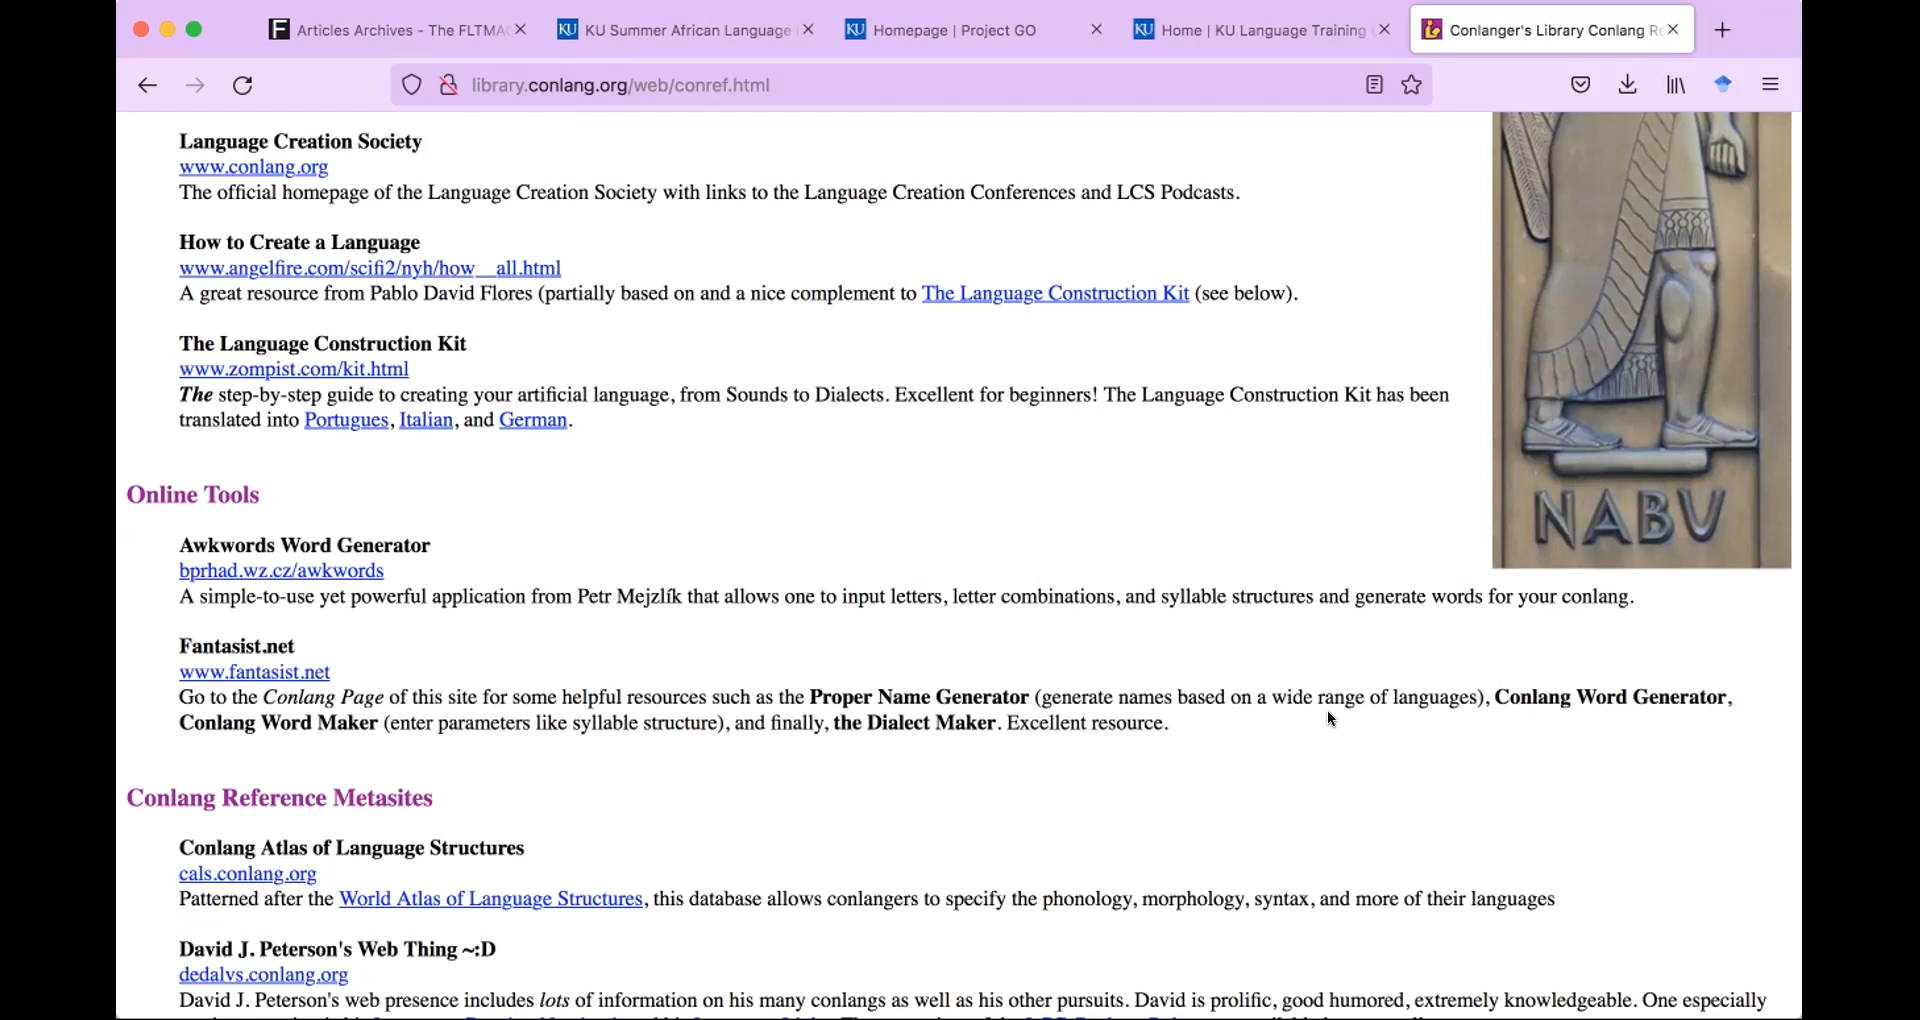 Articles Archives - The FLTMA
KU Summer African Language
Homepage | Project GO
Home | KU Language Training
Conlanger's Library Conlang Re
library.conlang.org/web/conref.html
Language Creation Society
www.conlang.org
The official homepage of the Language Creation Society with links to the Language Creation Conferences and LCS Podcasts.
How to Create a Language
www.angelfire.com/scifi2/nyh/how__all.html
A great resource from Pablo David Flores (partially based on and a nice complement to The Language Construction Kit (see below).
The Language Construction Kit
www.zompist.com/kit.html
The step-by-step guide to creating your artificial language, from Sounds to Dialects. Excellent for beginners! The Language Construction Kit has been
translated into Portugues, Italian, and German.
NABU
Online Tools
Awkwords Word Generator
bprhad.wz.cz/awkwords
A simple-to-use yet powerful application from Petr Mejzlík that allows one to input letters, letter combinations, and syllable structures and generate words for your conlang.
Fantasist.net
www.fantasist.net
Go to the Conlang Page of this site for some helpful resources such as the Proper Name Generator (generate names based on a wide range of languages), Conlang Word Generator,
Conlang Word Maker (enter parameters like syllable structure), and finally, the Dialect Maker. Excellent resource.
Conlang Reference Metasites
Conlang Atlas of Language Structures
cals.conlang.org
Patterned after the World Atlas of Language Structures, this database allows conlangers to specify the phonology, morphology, syntax, and more of their languages
David J. Peterson's Web Thing ~:D
dedalvs.conlang.org
David J. Peterson's web presence includes lots of information on his many conlangs as well as his other pursuits. David is prolific, good humored, extremely knowledgeable. One especially